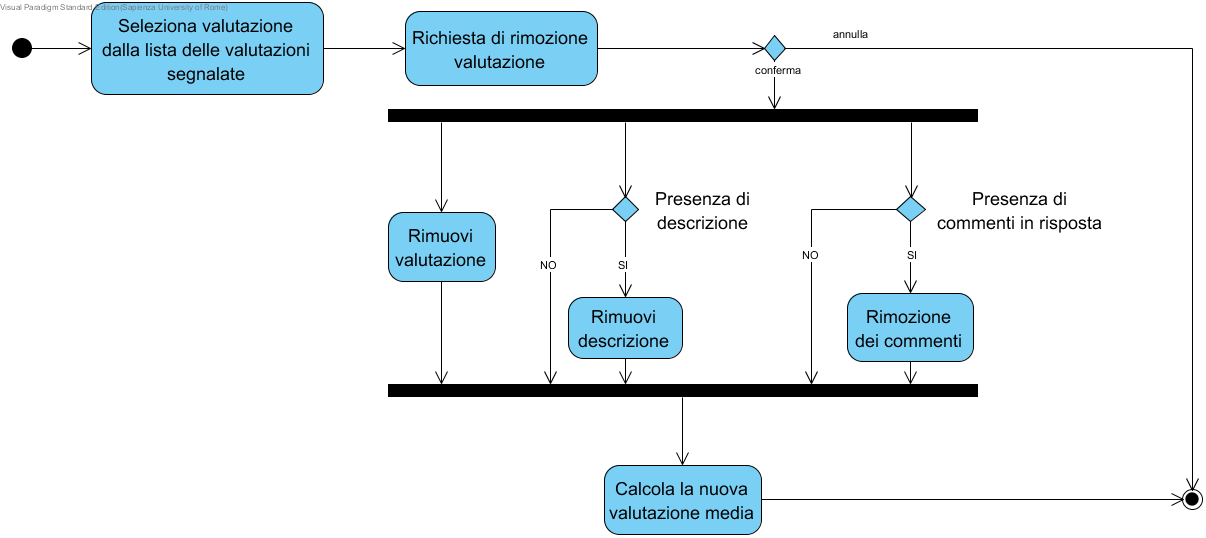 Visual Paradigm Standard Edition(Sapienza University of Rome)
Seleziona valutazione
dalla lista delle valutazioni
segnalate
Richiesta di rimozione
valutazione
annulla
conferma
Presenza di
descrizione
Presenza di
commenti in risposta
Rimuovi
valutazione
NO
SI
NO
SI
Rimuovi
descrizione
Rimozione
dei commenti
Calcola la nuova
valutazione media